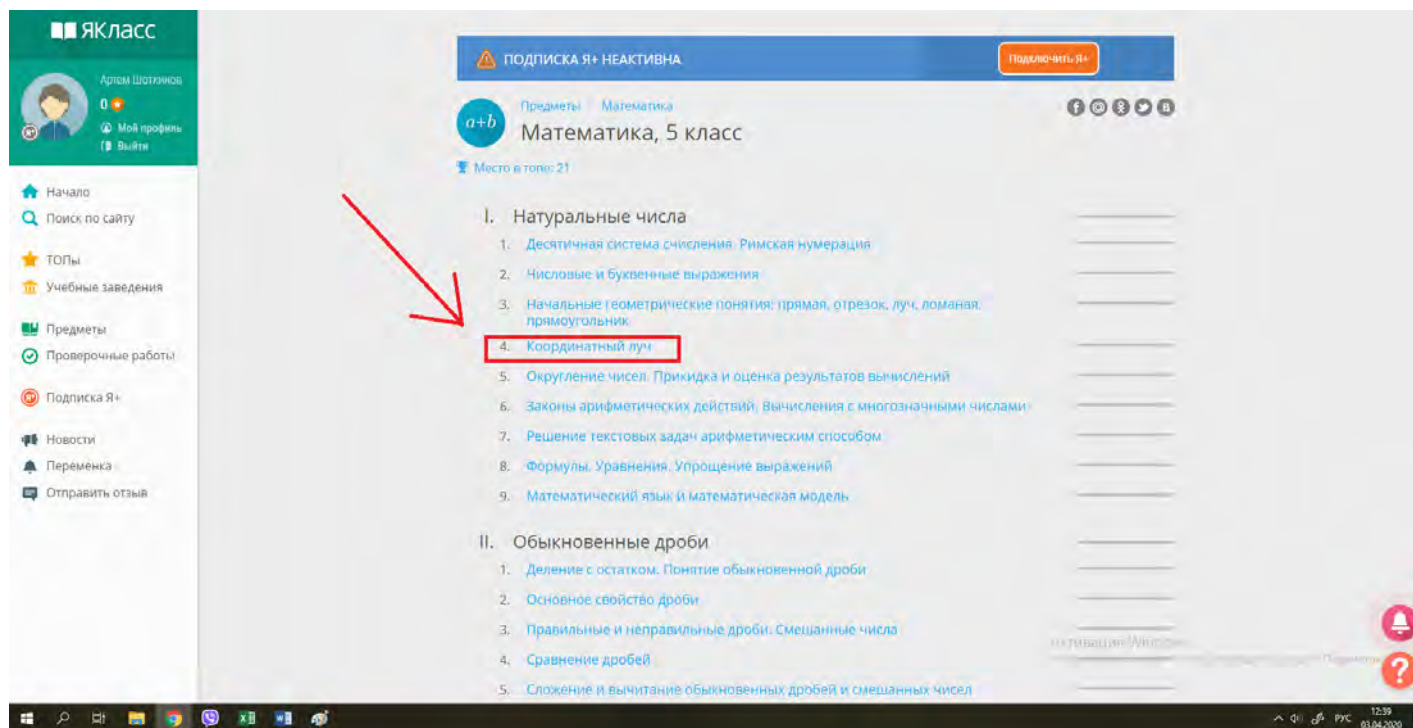 ЯКласс
Артем
0
Мой профиль
Выйти
Начало
Поиск по сайту
ТОПы
Учебные заведения
Предметы
Проверочные работы
Подписка Я+
Новости
Переменка
Отправить отзыв
ПОДПИСКА Я+ НЕАКТИВНА
Подключить Я+
Предметы Математика
a+b
Математика, 5 класс
Место в топе: 21
I. Натуральные числа
1. Десятичная система счисления. Римская нумерация
2. Числовые и буквенные выражения
3. Начальные геометрические понятия: прямая, отрезок, луч, ломаная,
прямоугольник
4. Координатный луч
5. Округление чисел. Прикидка и оценка результатов вычислений
6. Законы арифметических действий. Вычисления с многозначными числами
7. Решение текстовых задач арифметическим способом
8. Формулы. Уравнения. Упрощение выражений
9. Математический язык и математическая модель
II. Обыкновенные дроби
1. Деление с остатком. Понятие обыкновенной дроби
2. Основное свойство дроби
3. Правильные и неправильные дроби. Смешанные числа
4. Сравнение дробей
5. Сложение и вычитание обыкновенных дробей и смешанных чисел
РУС
12:39
03.04.2020